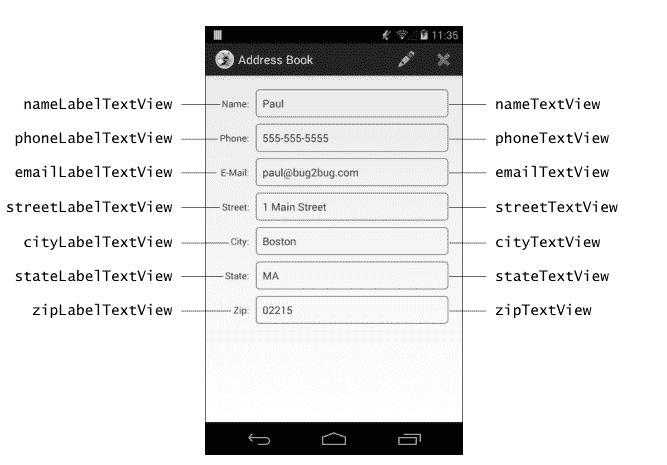 11:35
Address Book
nameLabelTextView Name: Paul nameTextView
phoneLabelTextView Phone: 555-555-5555 phoneTextView
emailLabelTextView E-Mail: paul@bug2bug.com emailTextView
streetLabelTextView Street: 1 Main Street streetTextView
cityLabelTextView City: Boston cityTextView
stateLabelTextView State: MA stateTextView
zipLabelTextView Zip: 02215 zipTextView